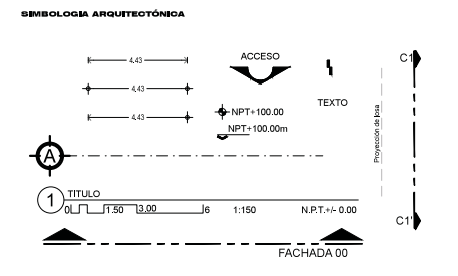 SIMBOLOGIA ARQUITECTÓNICA
4.43
ACCESO
C1
4.43
TEXTO
NPT+100.00
4.43
NPT+100.00m
Proyección de losa
A
1
TITULO
0 1.50 3.00 6 1:150 N.P.T.+/- 0.00
C1'
FACHADA 00